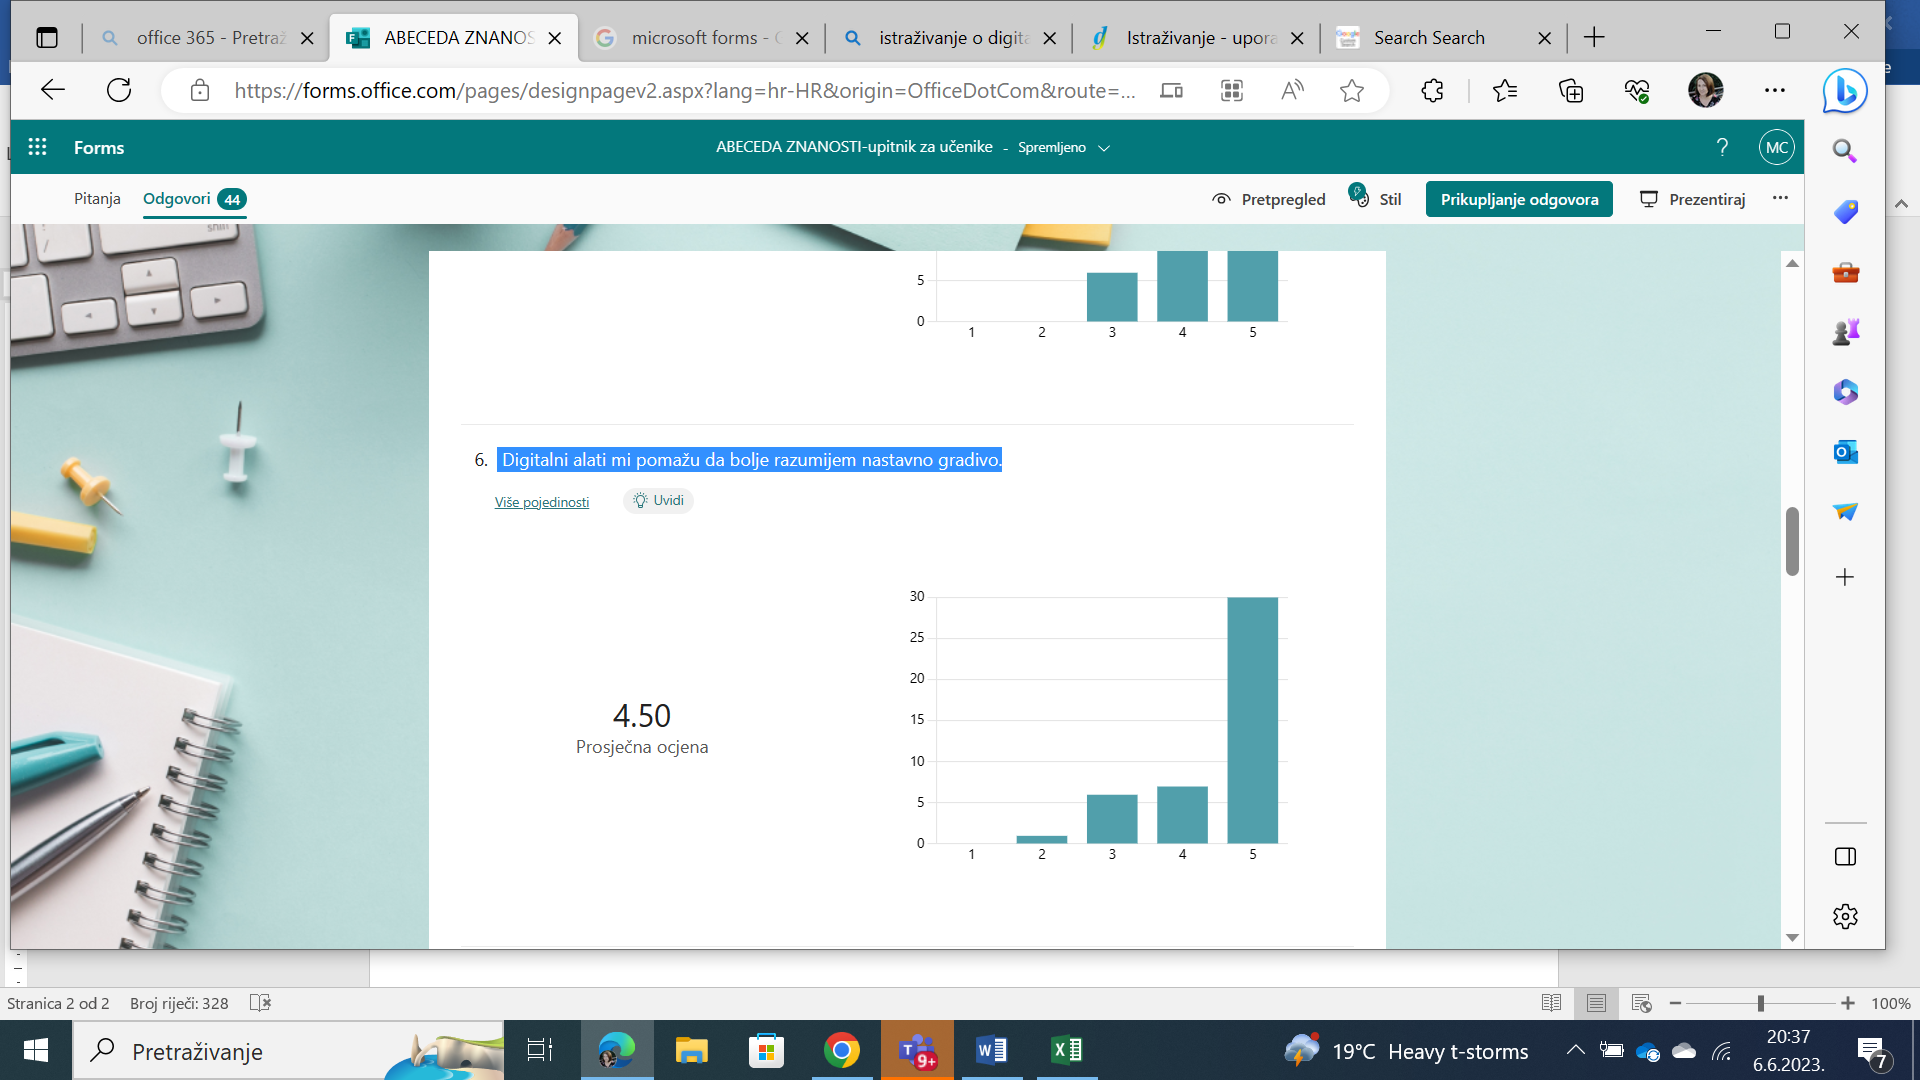 office 365 - Pretraž
ABECEDA ZNANOS
microsoft forms -
istraživanje o digita
Istraživanje - upora
Search Search
https://forms.office.com/pages/designpagev2.aspx?lang=hr-HR&origin=OfficeDotCom&route=...
Forms
ABECEDA ZNANOSTI-upitnik za učenike - Spremljeno
?
MC
Pitanja
Odgovori 44
Pretpregled
Stil
Prikupljanje odgovora
Prezentiraj
5
0
1 2 3 4 5
6. Digitalni alati mi pomažu da bolje razumijem nastavno gradivo.
Više pojedinosti
Uvidi
4.50
Prosječna ocjena
30
25
20
15
10
5
0
1 2 3 4 5
Stranica 2 od 2 Broj riječi: 328
100%
Pretraživanje
9+
19°C Heavy t-storms
20:37
6.6.2023.
7